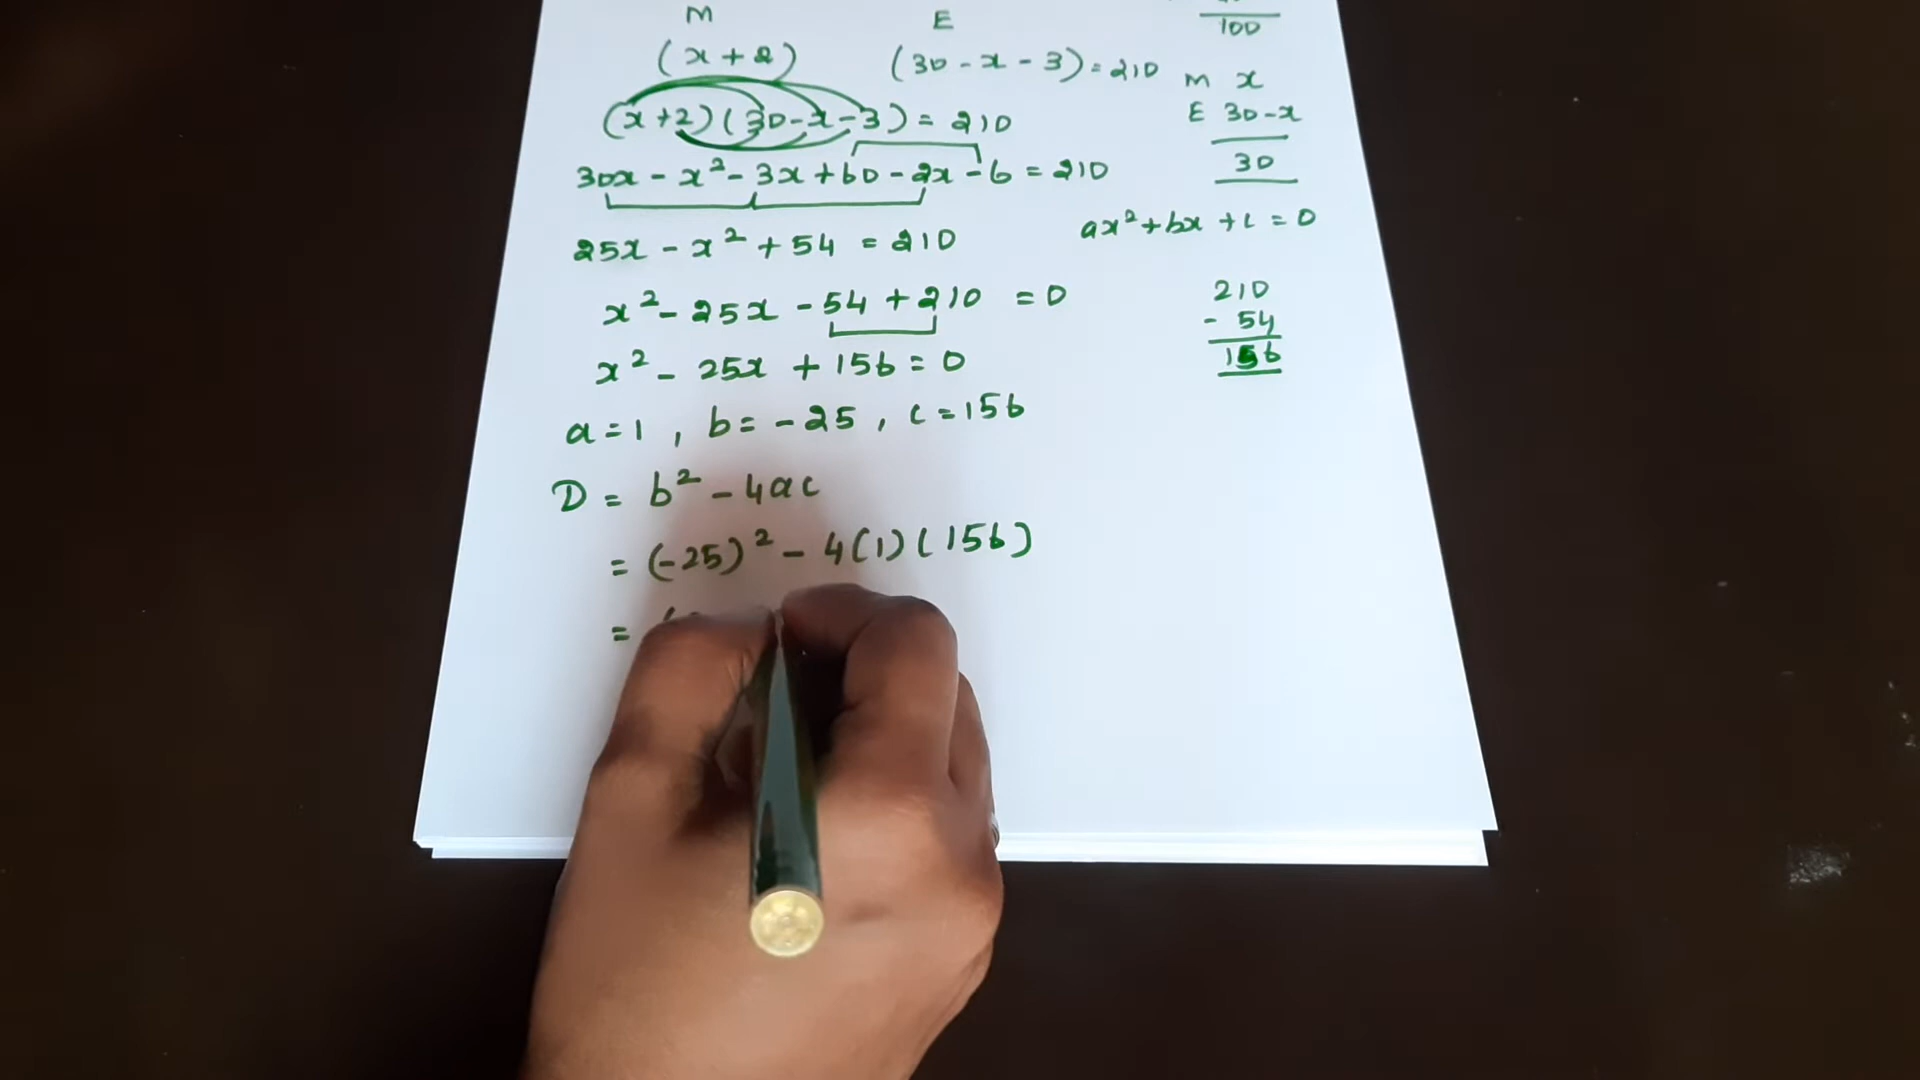 M E
(x + 2) (30 - x - 3) = 210
(x + 2) (30 - x - 3) = 210
30x - x² - 3x + 60 - 2x - 6 = 210
25x - x² + 54 = 210
x² - 25x - 54 + 210 = 0
x² - 25x + 156 = 0
a = 1 , b = -25 , c = 156
D = b² - 4ac
= (-25)² - 4(1)(156)
=
100
M x
E 30-x
30
ax² + bx + c = 0
210
- 54
156